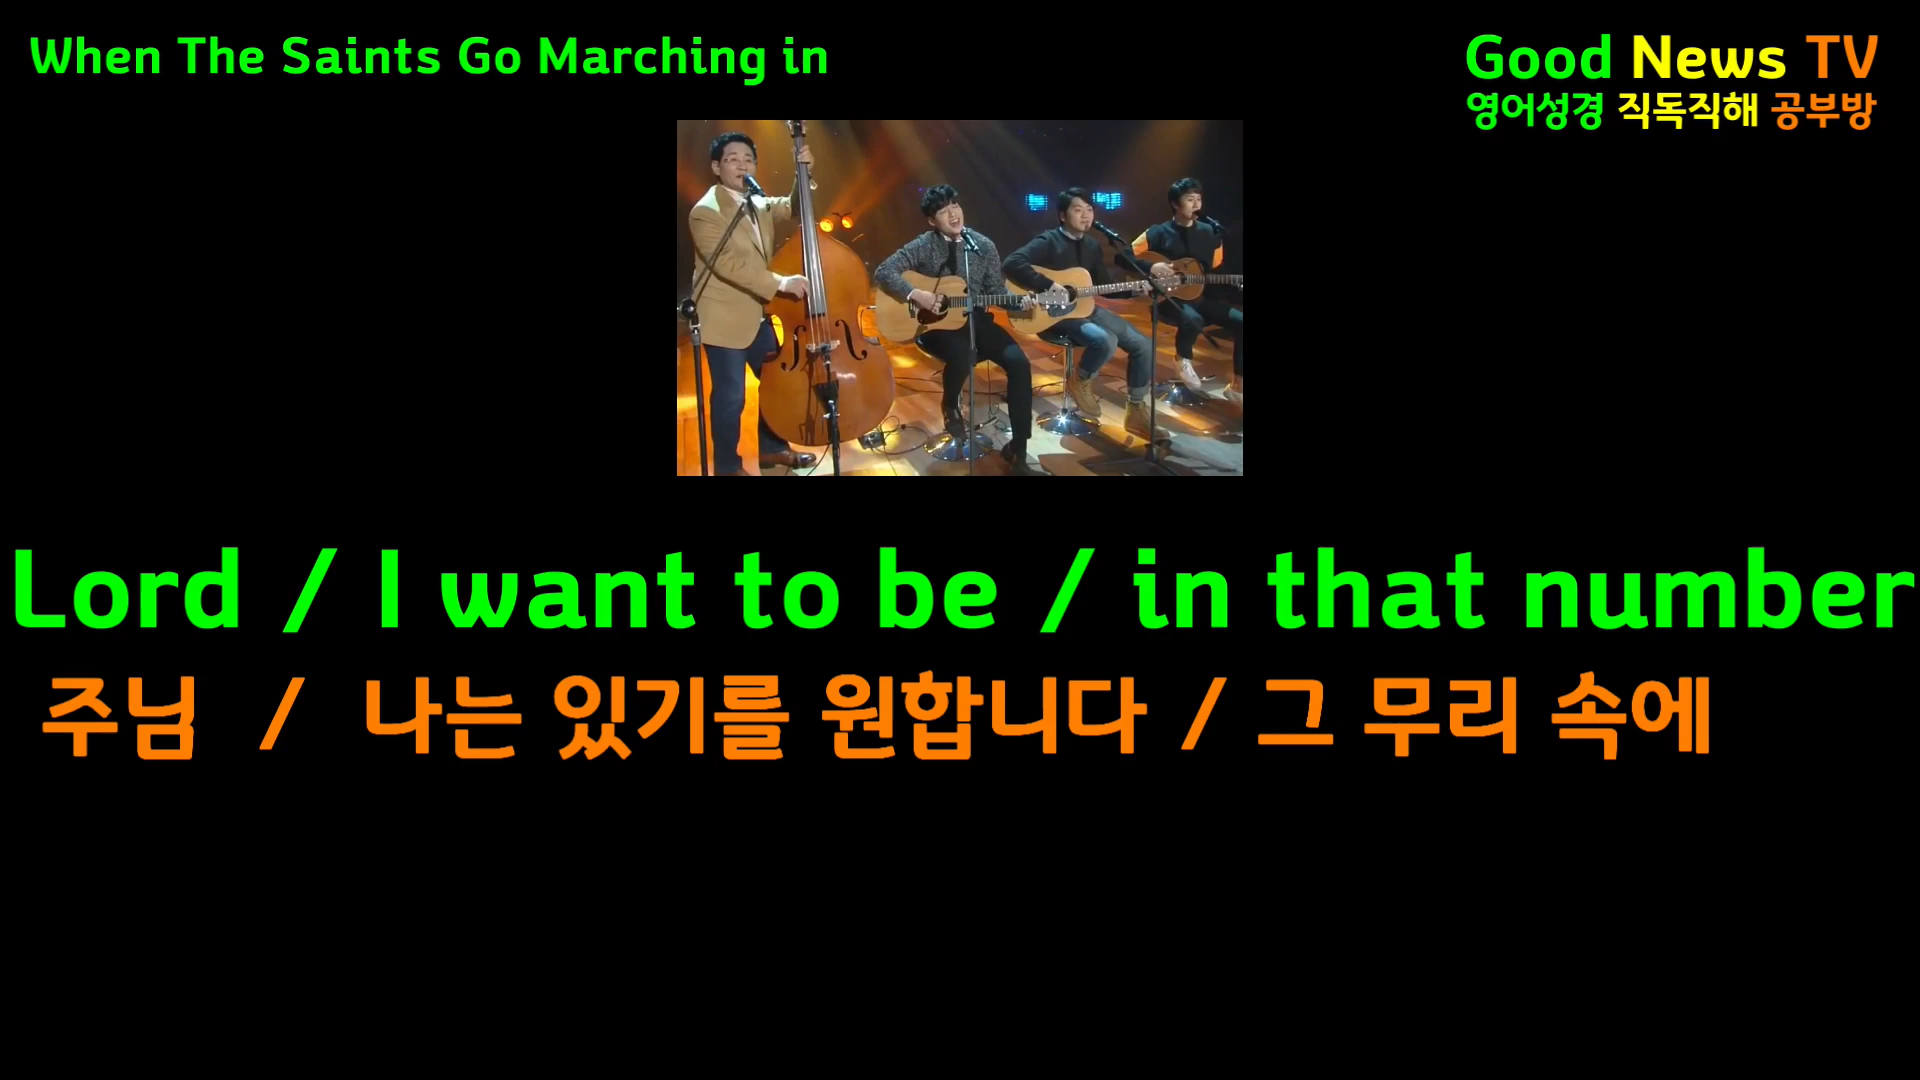 When The Saints Go Marching in
Good News TV
영어성경 직독직해 공부방
Lord / I want to be / in that number
주님 / 나는 있기를 원합니다 / 그 무리 속에